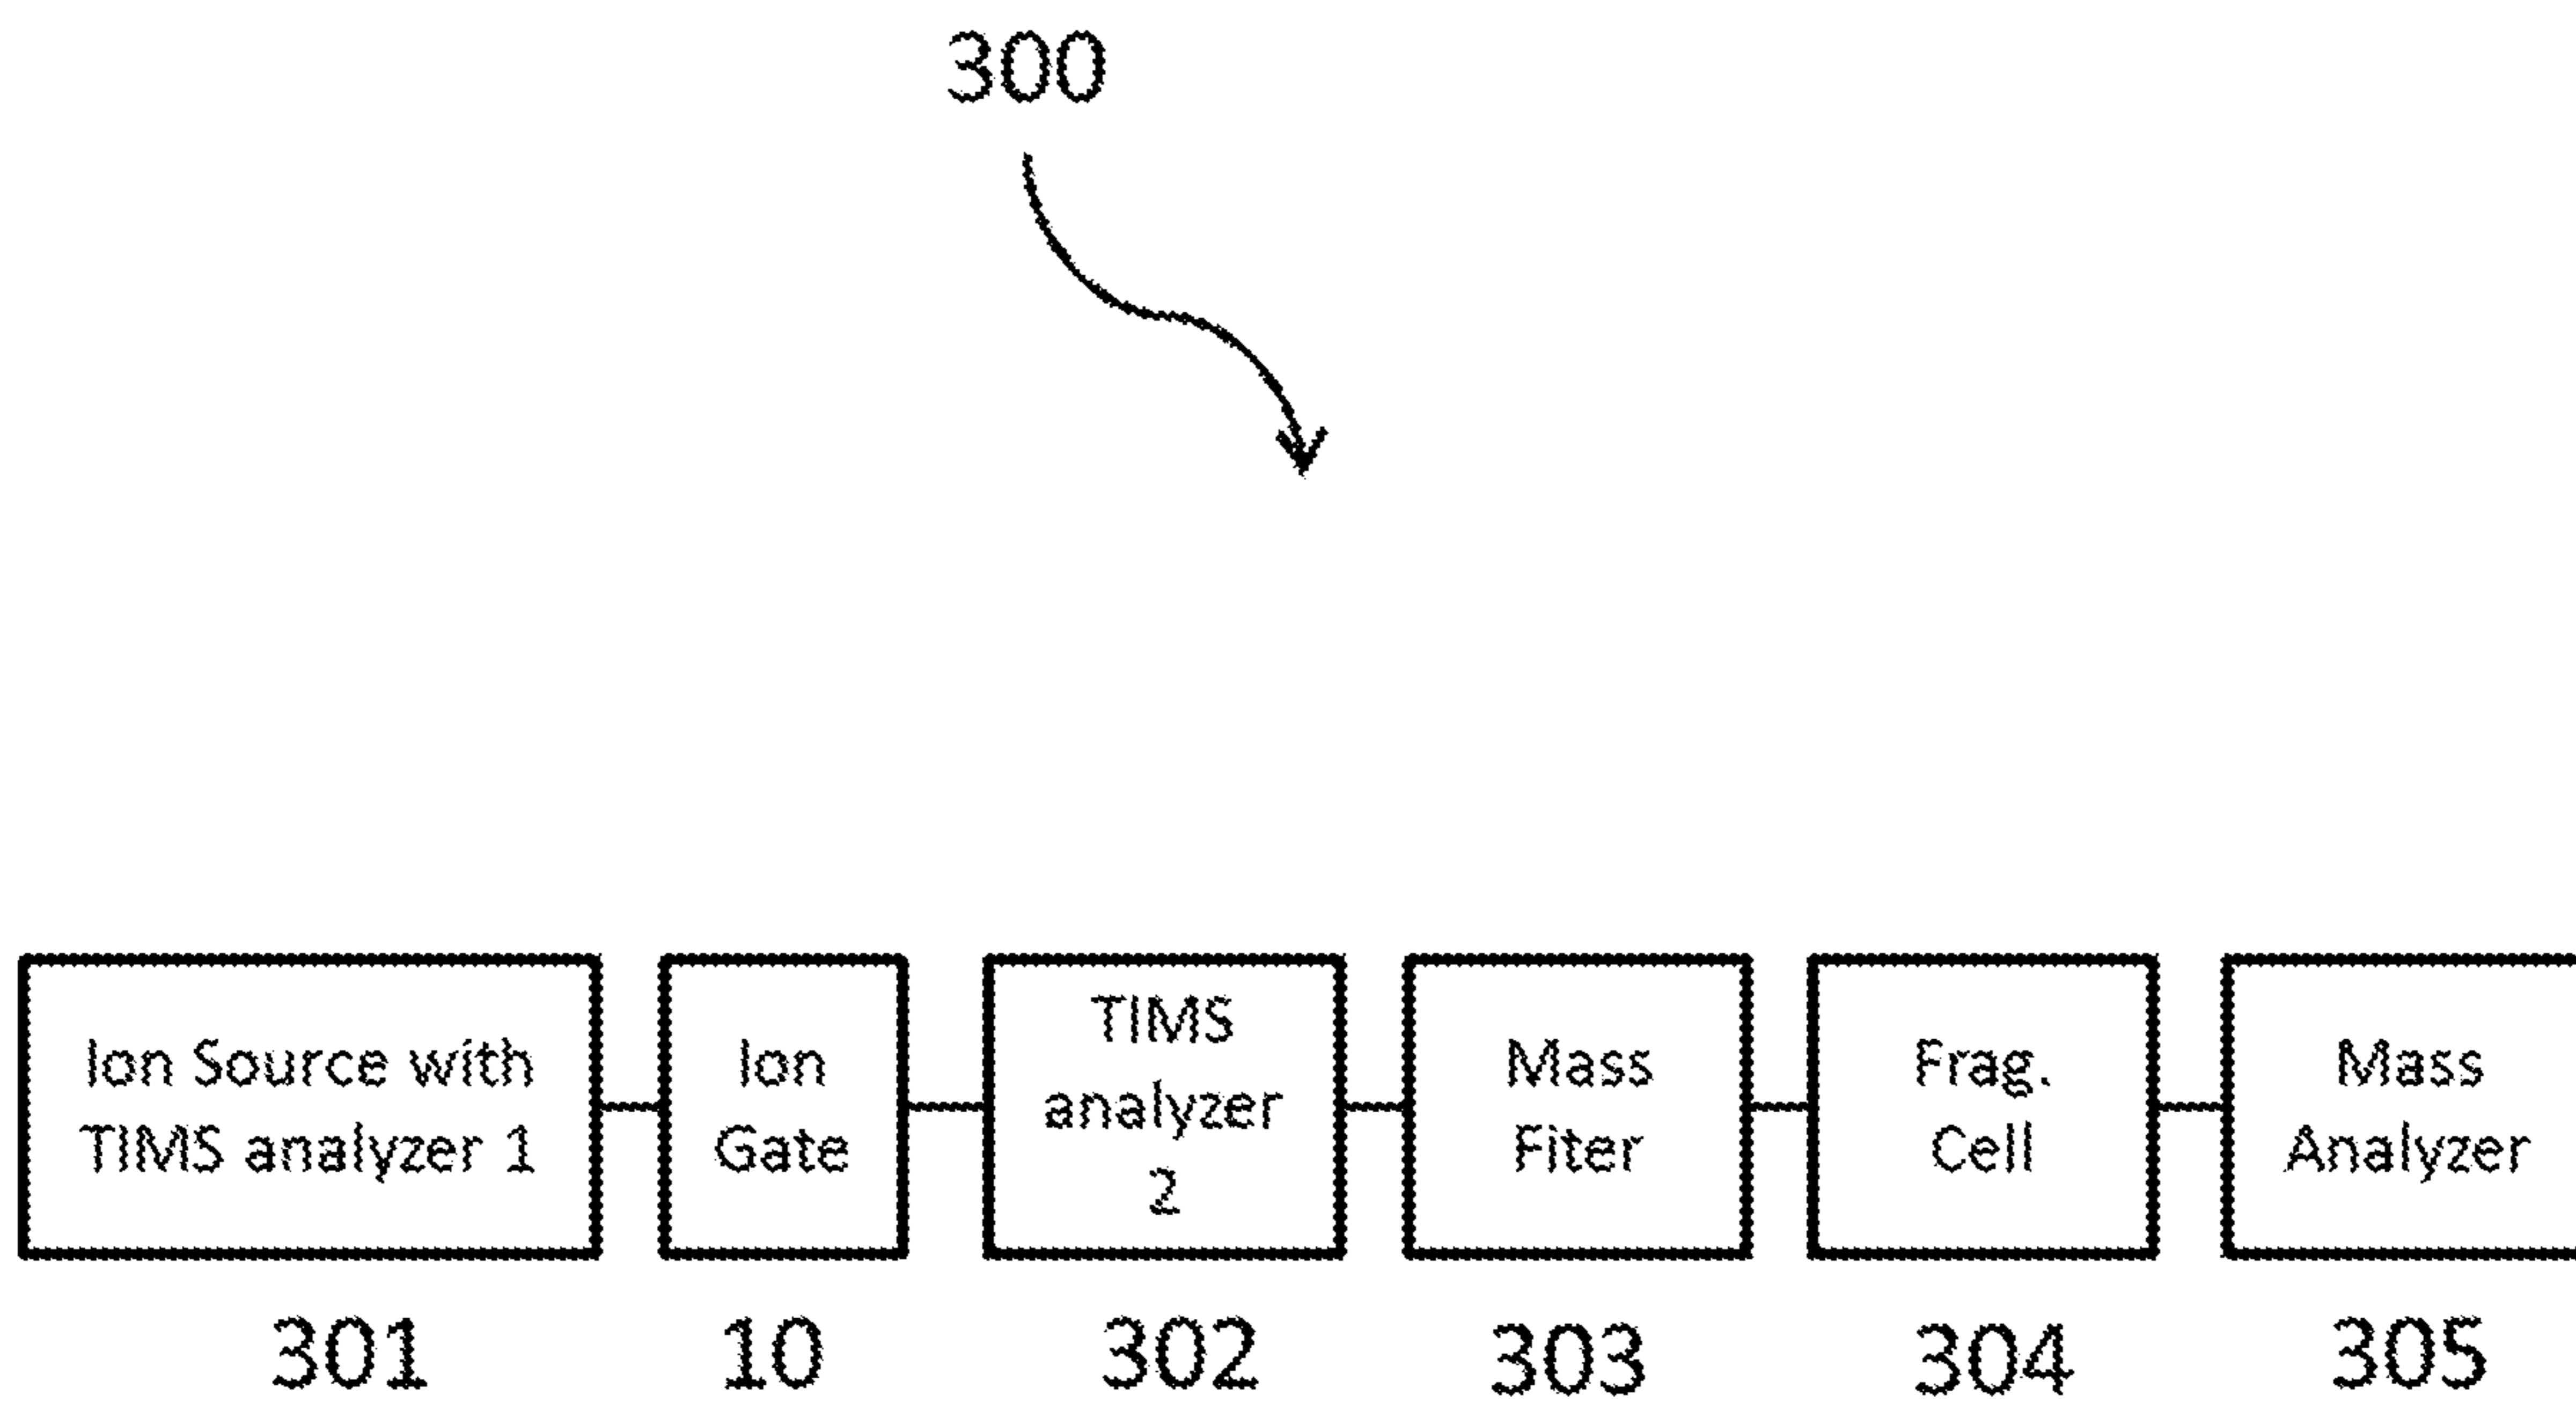 300
Ion Source with
TIMS analyzer 1
Ion
Gate
TIMS
analyzer
2
Mass
Fiter
Frag.
Cell
Mass
Analyzer
301
10
302
303
304
305